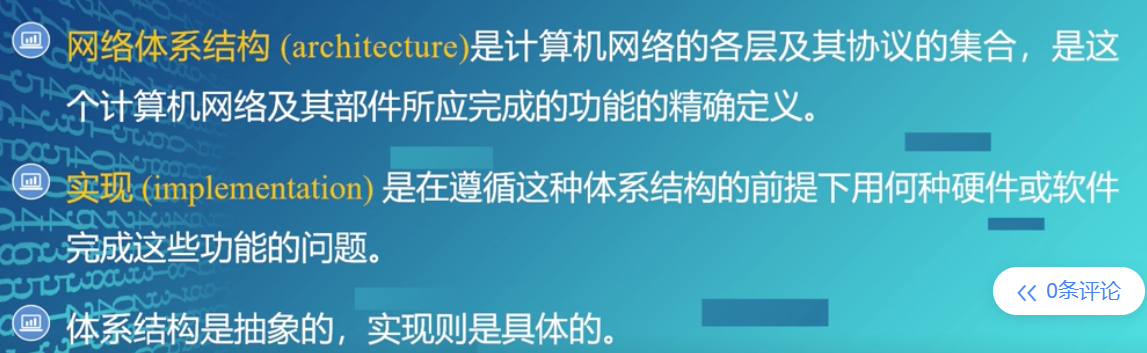 网络体系结构 (architecture)是计算机网络的各层及其协议的集合，是这
个计算机网络及其部件所应完成的功能的精确定义。
实现 (implementation) 是在遵循这种体系结构的前提下用何种硬件或软件
完成这些功能的问题。
0条评论
体系结构是抽象的，实现则是具体的。